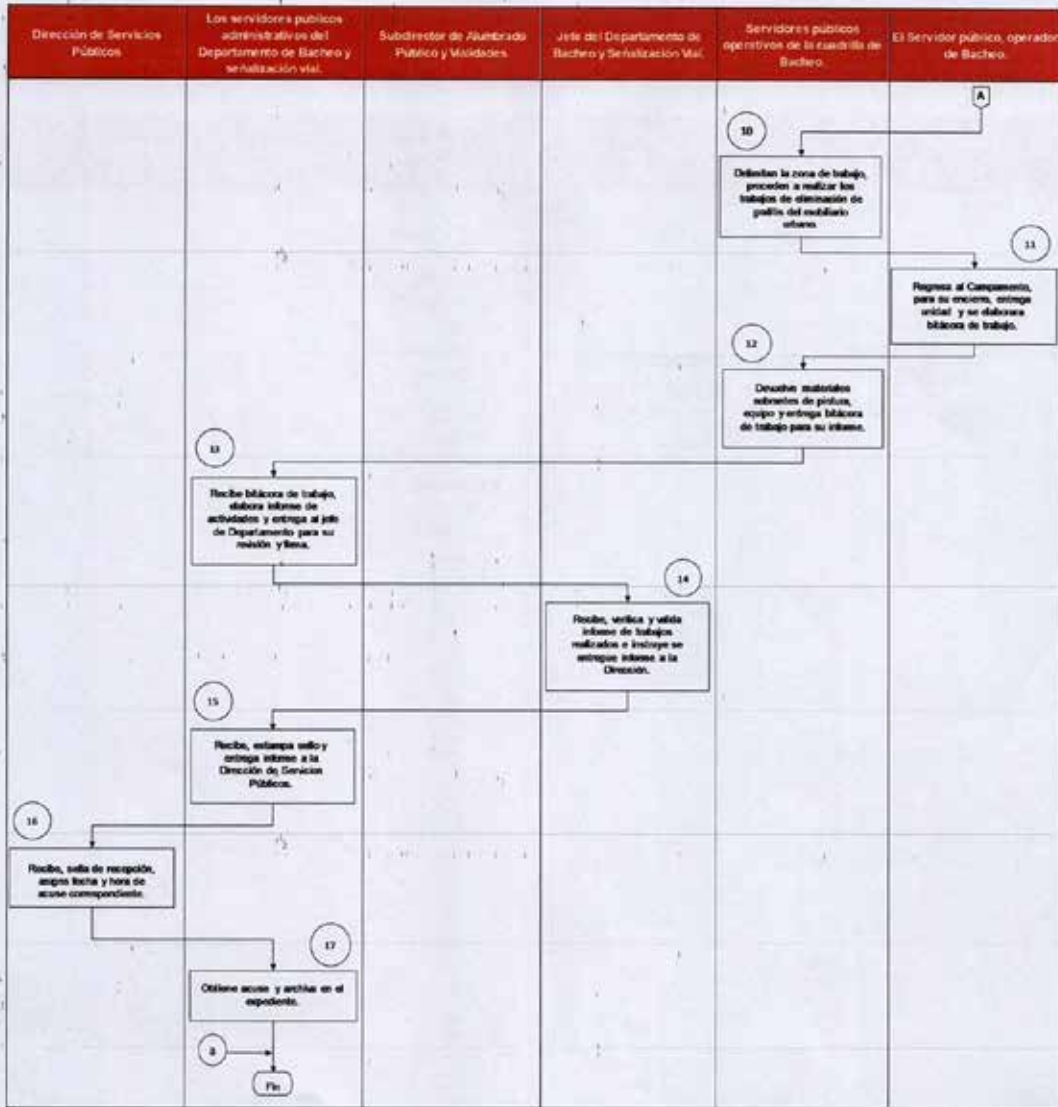 Dirección de Servicios
Públicos
Los servidores públicos
administrativos del
Departamento de Bacheo y
señalización vial.
Subdirector de Alumbrado
Público y Vialidades
Jefe del Departamento de
Bacheo y Señalización Vial.
Servidores públicos
operativos de la cuadrilla de
Bacheo.
El Servidor público, operador
de Bacheo.
A
10
Delimitan la zona de trabajo,
proceden a realizar los
trabajos de eliminación de
grafitis del mobiliario
urbano.
11
Regresa al Campamento,
para su encierro, entrega
unidad y se elaborara
bitácora de trabajo.
12
Devuelve materiales
sobrantes de pintura,
equipo y entrega bitácora
de trabajo para su informe.
13
Recibe bitácora de trabajo,
elabora informe de
actividades y entrega al jefe
de Departamento para su
revisión y firma.
14
Recibe, verifica y valida
informe de trabajos
realizados e instruye se
entregue informe a la
Dirección.
15
Recibe, estampa sello y
entrega informe a la
Dirección de Servicios
Públicos.
16
Recibe, sella de recepción,
asigna fecha y hora de
acuse correspondiente.
17
Obtiene acuse y archiva en el
expediente.
Fin